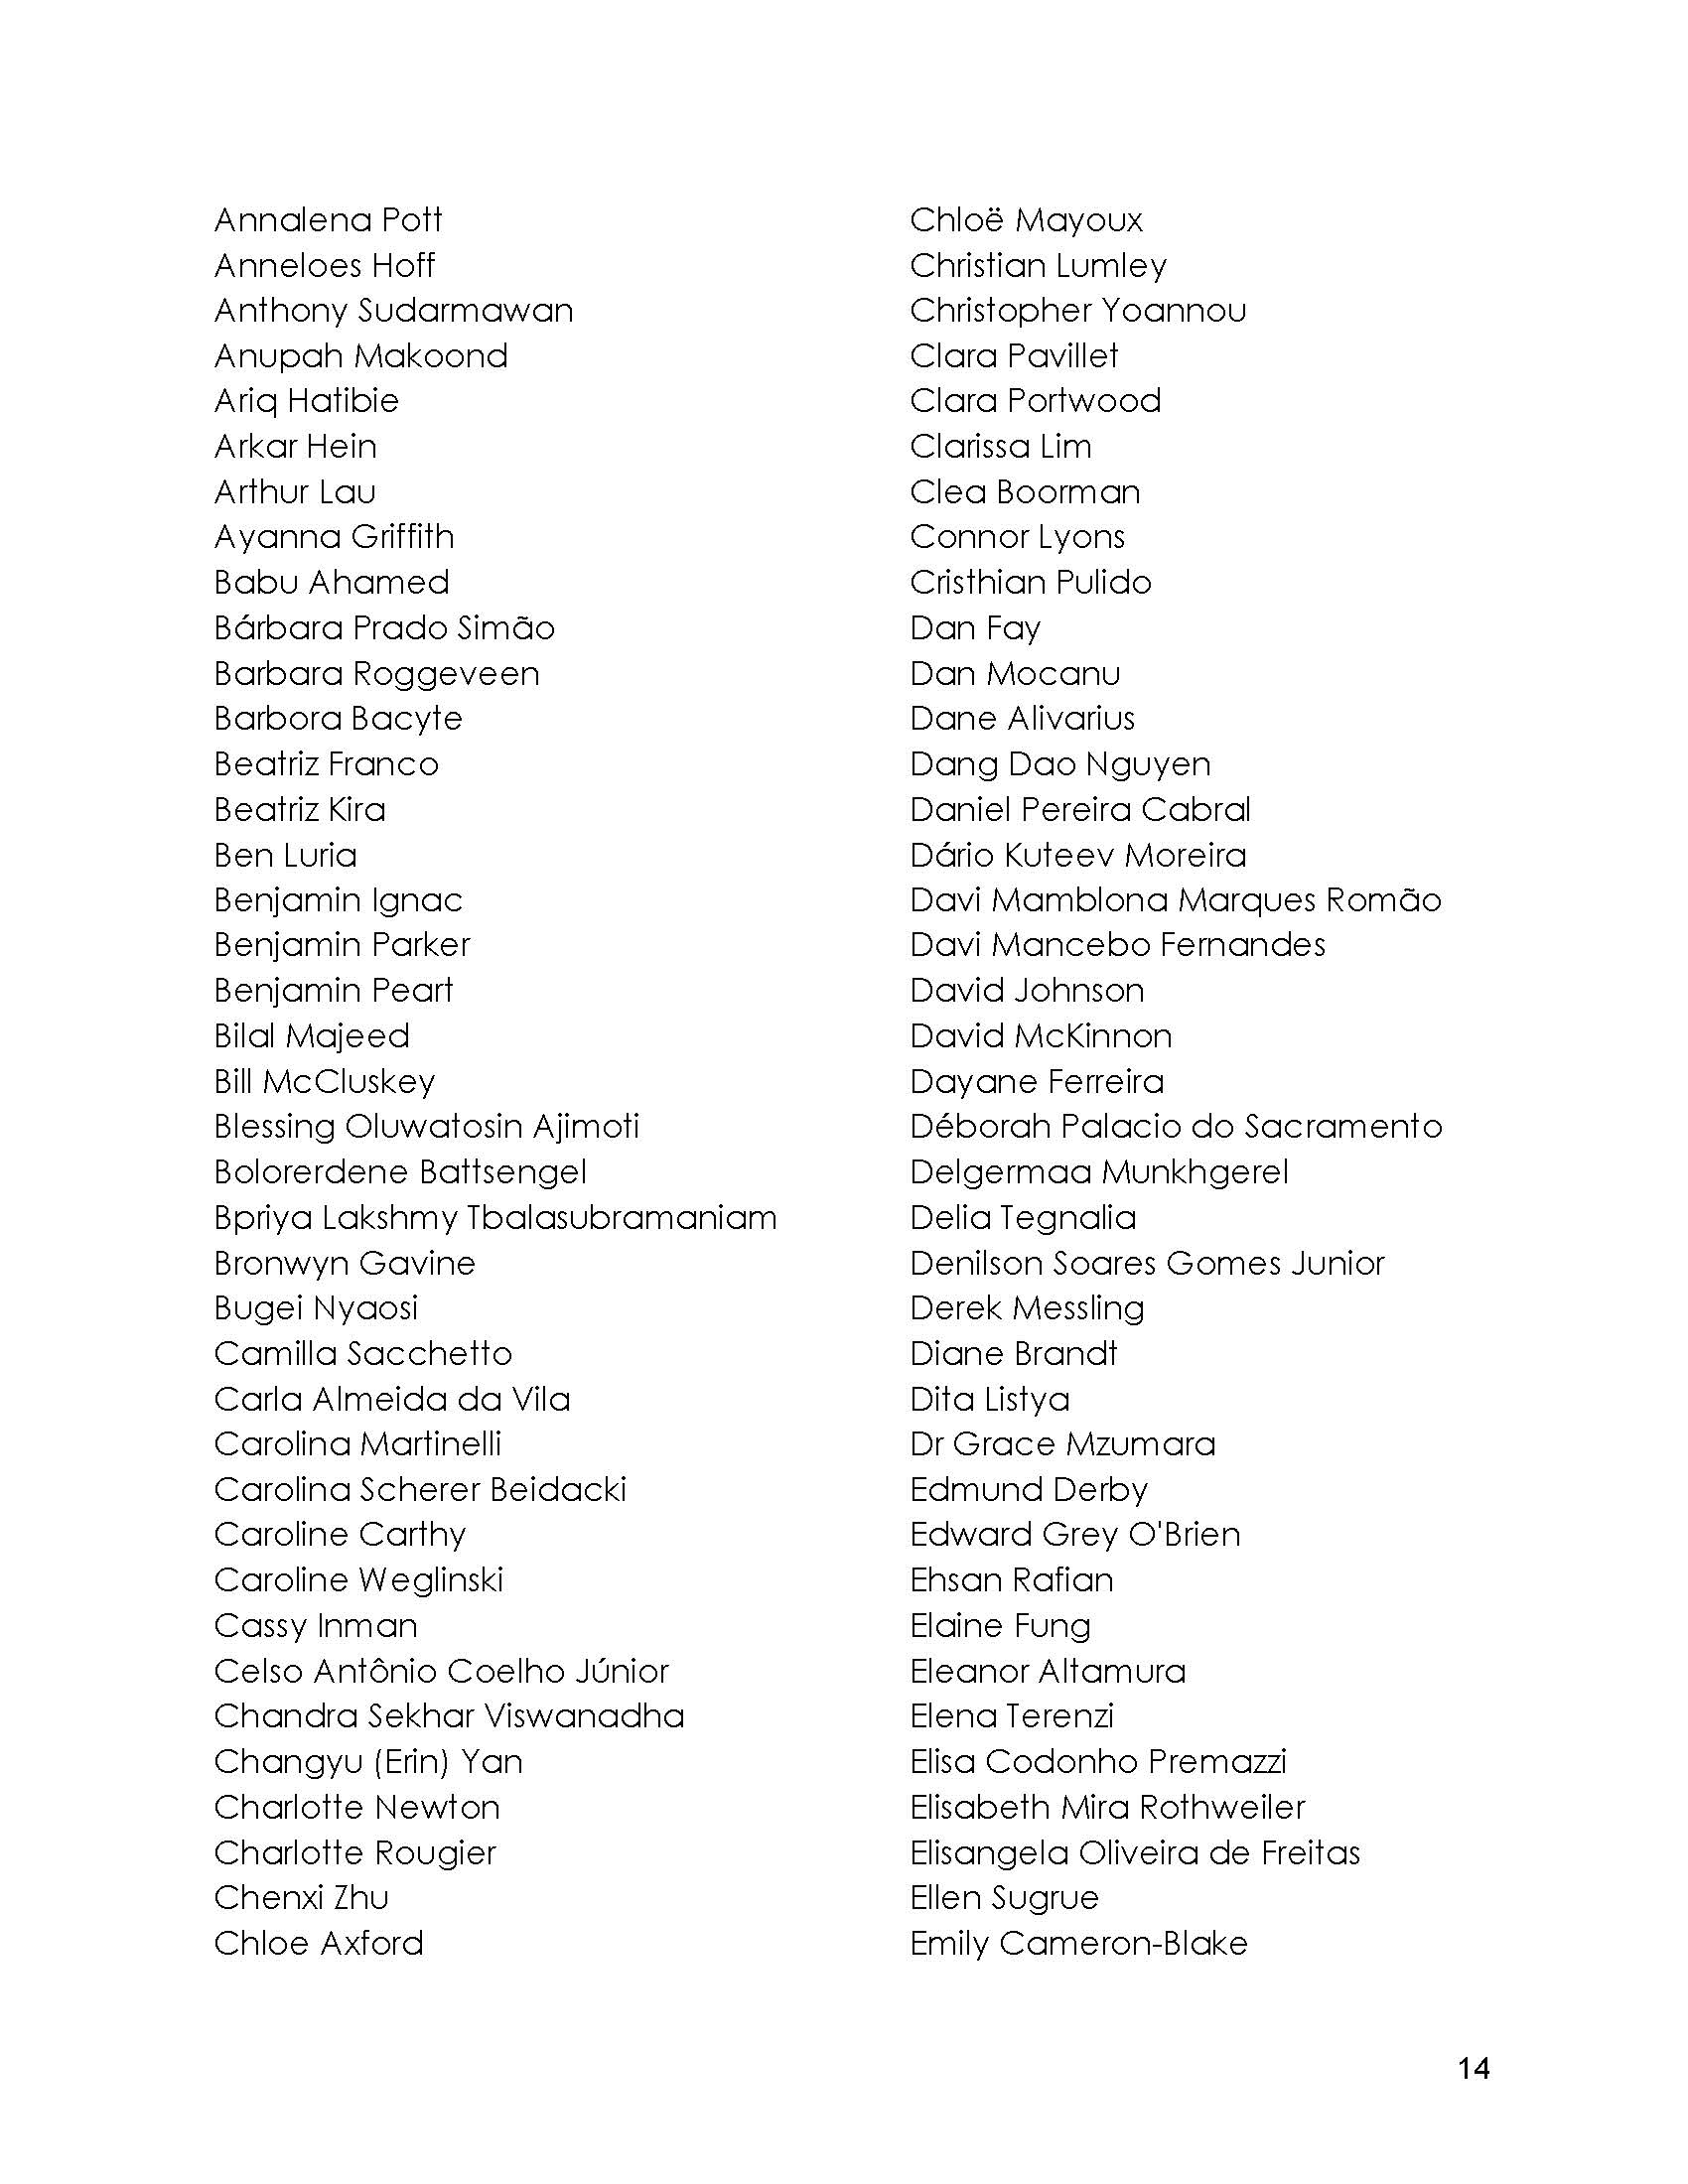 Annalena Pott
Anneloes Hoff
Anthony Sudarmawan
Anupah Makoond
Ariq Hatibie
Arkar Hein
Arthur Lau
Ayanna Griffith
Babu Ahamed
Bárbara Prado Simão
Barbara Roggeveen
Barbora Bacyte
Beatriz Franco
Beatriz Kira
Ben Luria
Benjamin Ignac
Benjamin Parker
Benjamin Peart
Bilal Majeed
Bill McCluskey
Blessing Oluwatosin Ajimoti
Bolorerdene Battsengel
Bpriya Lakshmy Tbalasubramaniam
Bronwyn Gavine
Bugei Nyaosi
Camilla Sacchetto
Carla Almeida da Vila
Carolina Martinelli
Carolina Scherer Beidacki
Caroline Carthy
Caroline Weglinski
Cassy Inman
Celso Antônio Coelho Júnior
Chandra Sekhar Viswanadha
Changyu (Erin) Yan
Charlotte Newton
Charlotte Rougier
Chenxi Zhu
Chloe Axford
Chloë Mayoux
Christian Lumley
Christopher Yoannou
Clara Pavillet
Clara Portwood
Clarissa Lim
Clea Boorman
Connor Lyons
Cristhian Pulido
Dan Fay
Dan Mocanu
Dane Alivarius
Dang Dao Nguyen
Daniel Pereira Cabral
Dário Kuteev Moreira
Davi Mamblona Marques Romão
Davi Mancebo Fernandes
David Johnson
David McKinnon
Dayane Ferreira
Déborah Palacio do Sacramento
Delgermaa Munkhgerel
Delia Tegnalia
Denilson Soares Gomes Junior
Derek Messling
Diane Brandt
Dita Listya
Dr Grace Mzumara
Edmund Derby
Edward Grey O'Brien
Ehsan Rafian
Elaine Fung
Eleanor Altamura
Elena Terenzi
Elisa Codonho Premazzi
Elisabeth Mira Rothweiler
Elisangela Oliveira de Freitas
Ellen Sugrue
Emily Cameron-Blake
14